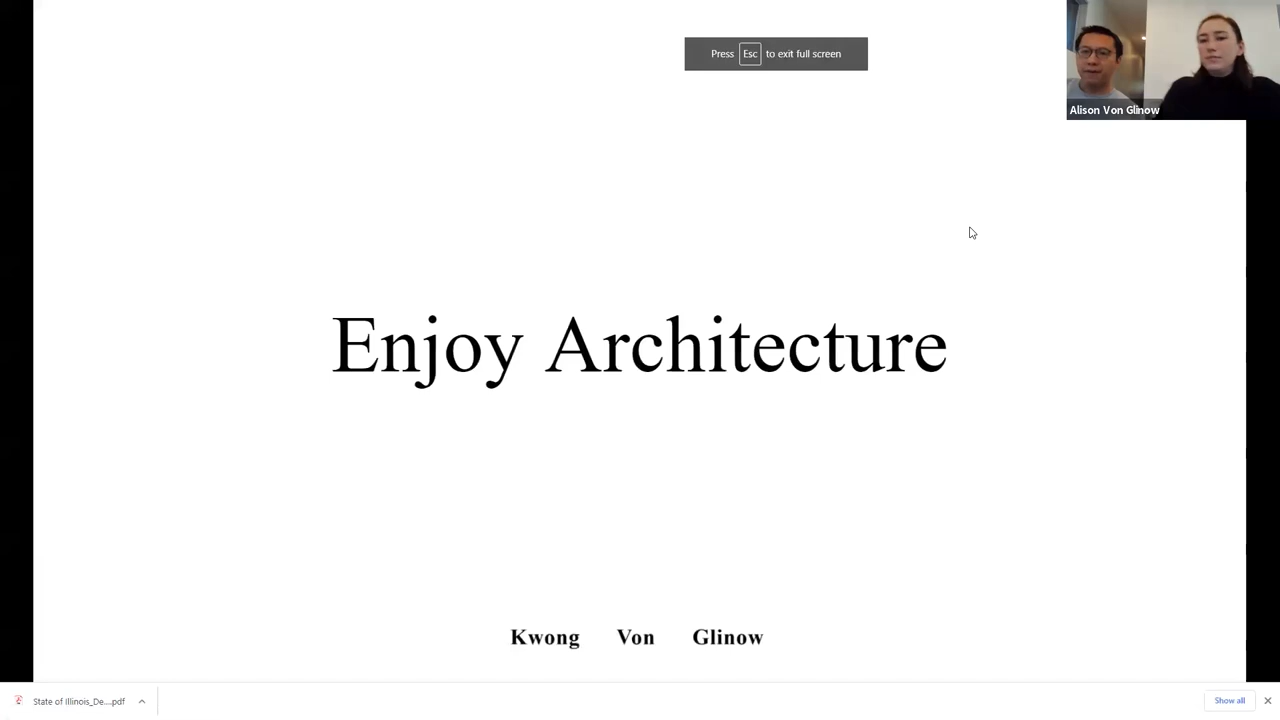 Press Esc to exit full screen
Alison Von Glinow
Enjoy Architecture
Kwong Von Glinow
State of Illinois_De....pdf
Show all